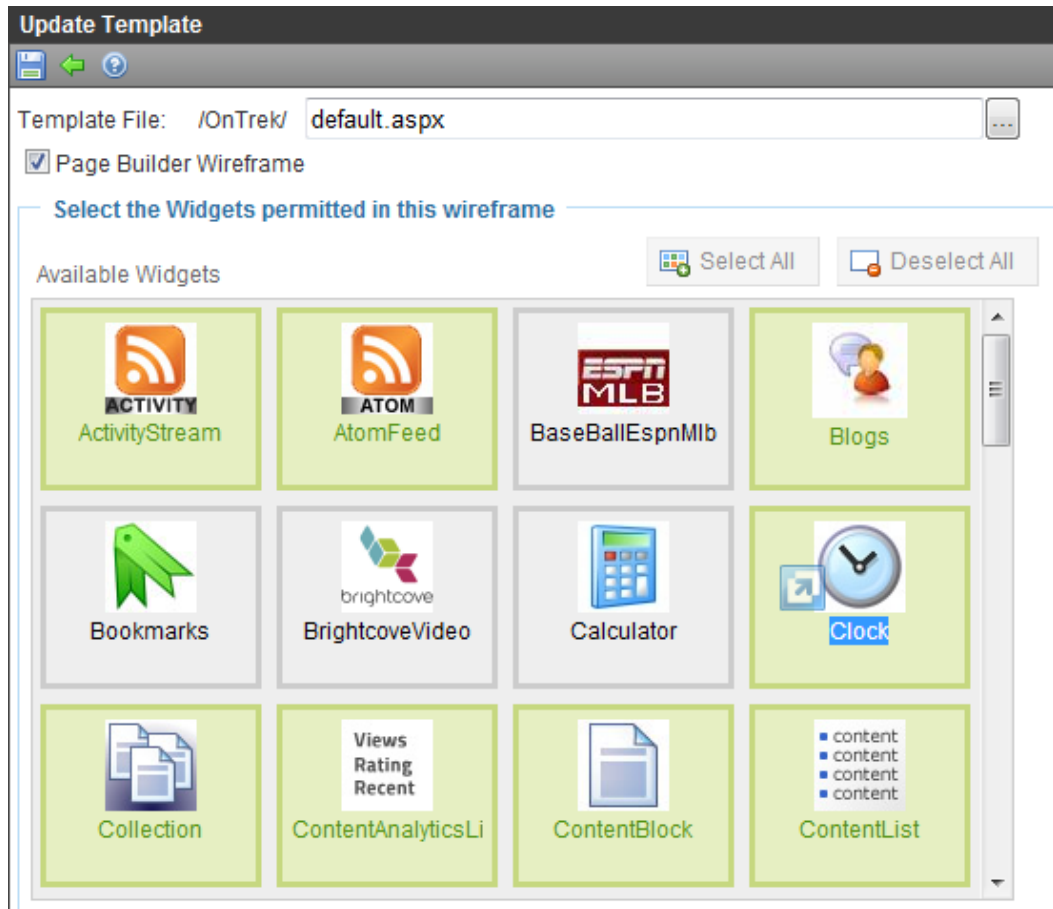 Update Template
Template File: /OnTrek/ default.aspx ...
Page Builder Wireframe
Select the Widgets permitted in this wireframe
Available Widgets
Select All
Deselect All
ACTIVITY
ActivityStream
ATOM
AtomFeed
ESPN
MLB
BaseBallEspnMlb
Blogs
Bookmarks
brightcove
BrightcoveVideo
Calculator
Clock
Collection
Views
Rating
Recent
ContentAnalyticsLi
ContentBlock
content
content
content
content
ContentList